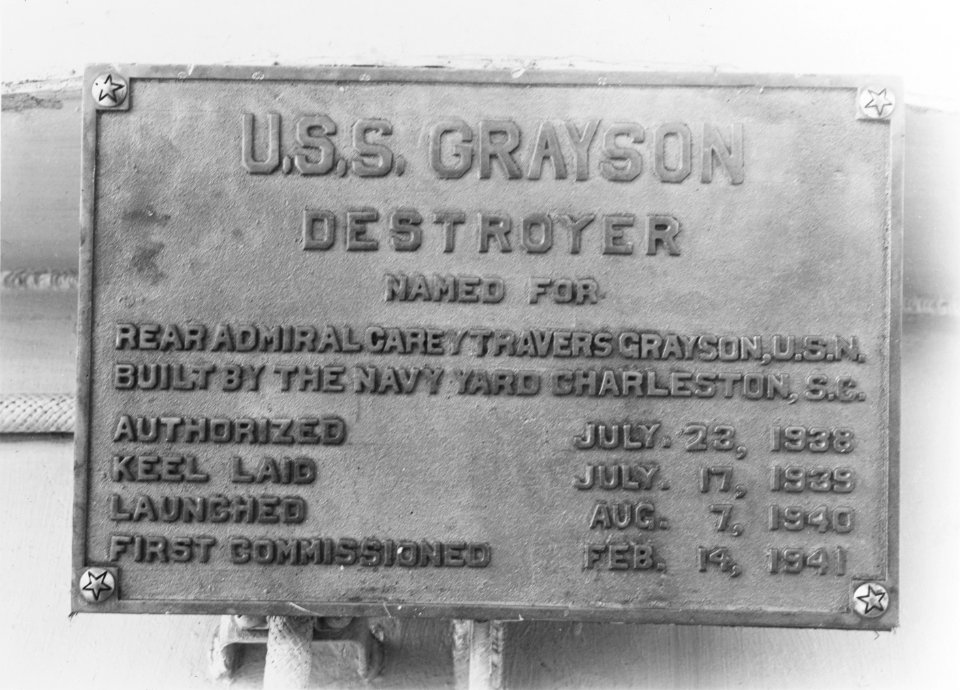 U.S.S. GRAYSON
DESTROYER
NAMED FOR
REAR ADMIRAL CAREY TRAVERS GRAYSON, U.S.N.
BUILT BY THE NAVY YARD CHARLESTON, S.C.
AUTHORIZED JULY. 23, 1938
KEEL LAID JULY. 17, 1939
LAUNCHED AUG. 7, 1940
FIRST COMMISSIONED FEB. 14, 1941